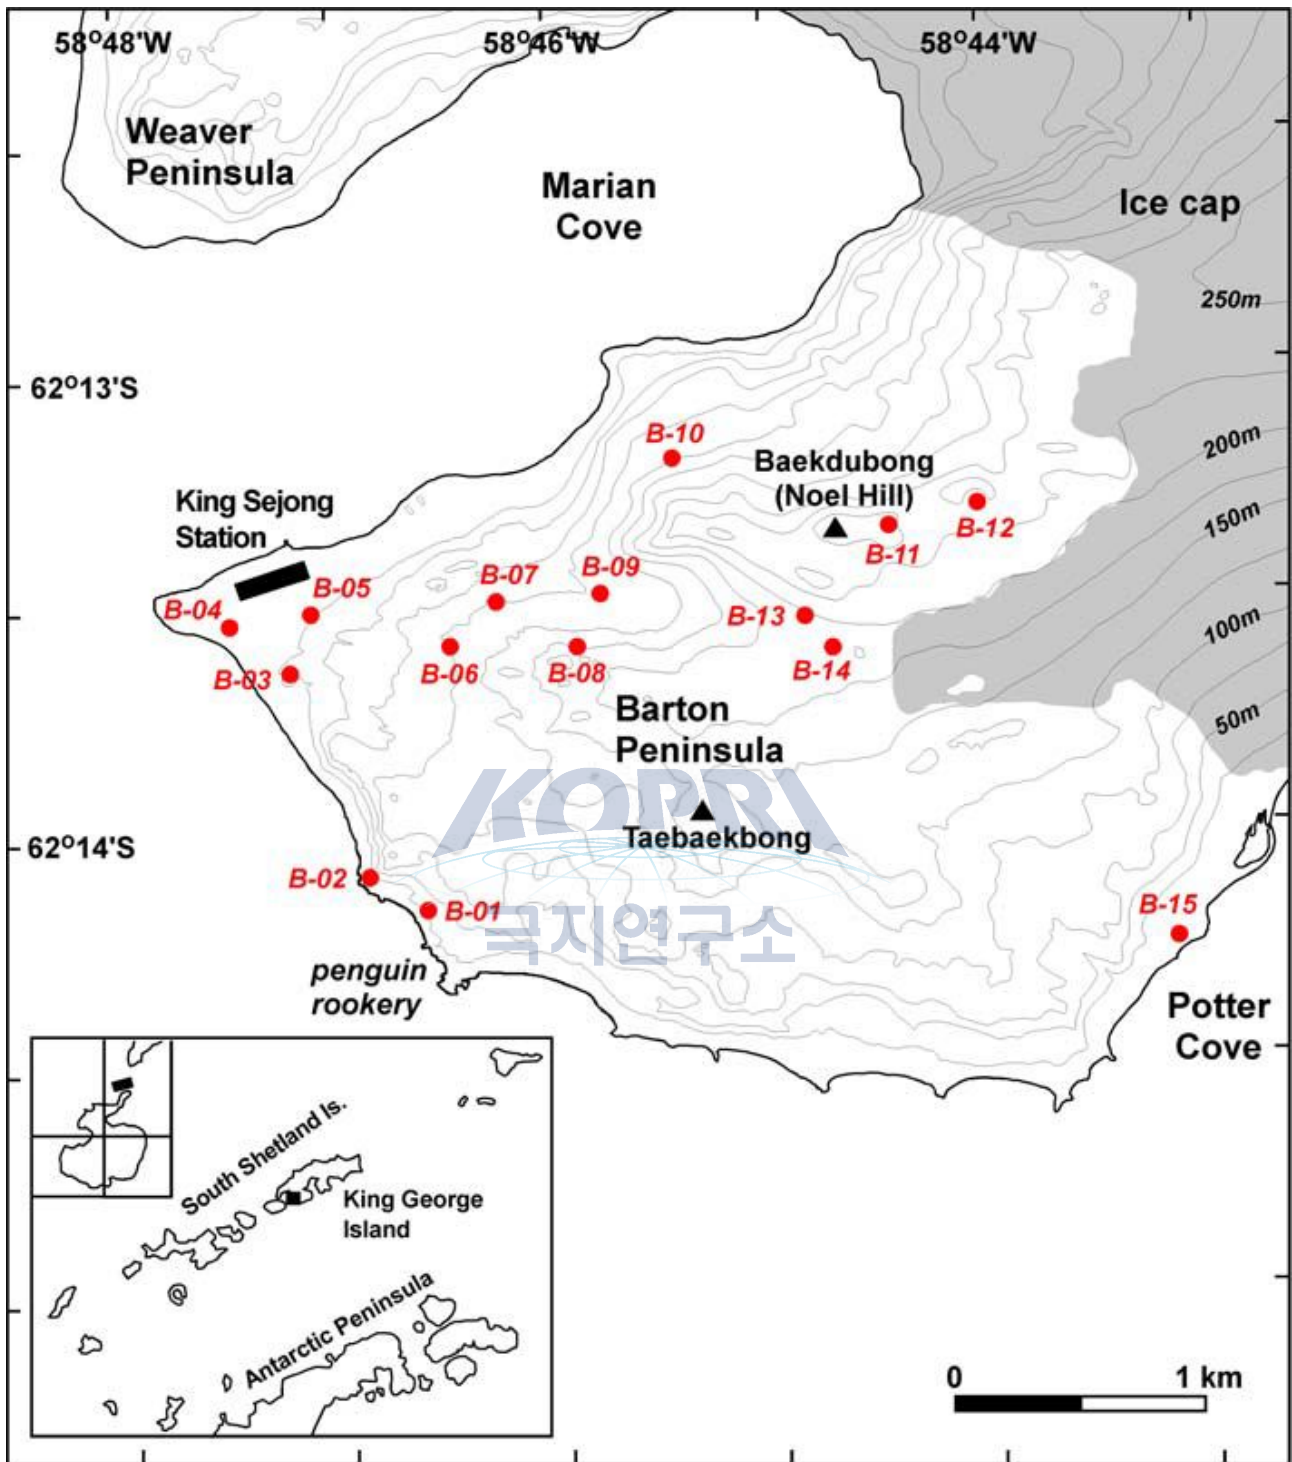 58°48'W
58°46'W
58°44'W
Weaver
Peninsula
Marian
Cove
Ice cap
250m
62°13'S
200m
B-10
Baekdubong
(Noel Hill)
King Sejong
Station
B-12
150m
B-11
B-09
B-07
B-05
B-04
B-13
100m
B-03
B-06
B-08
B-14
Barton
Peninsula
50m
KOPRI
Taebaekbong
62°14'S
B-02
B-01
B-15
극지연구소
penguin
rookery
Potter
Cove
South Shetland Is.
King George
Island
Antarctic Peninsula
0 1 km